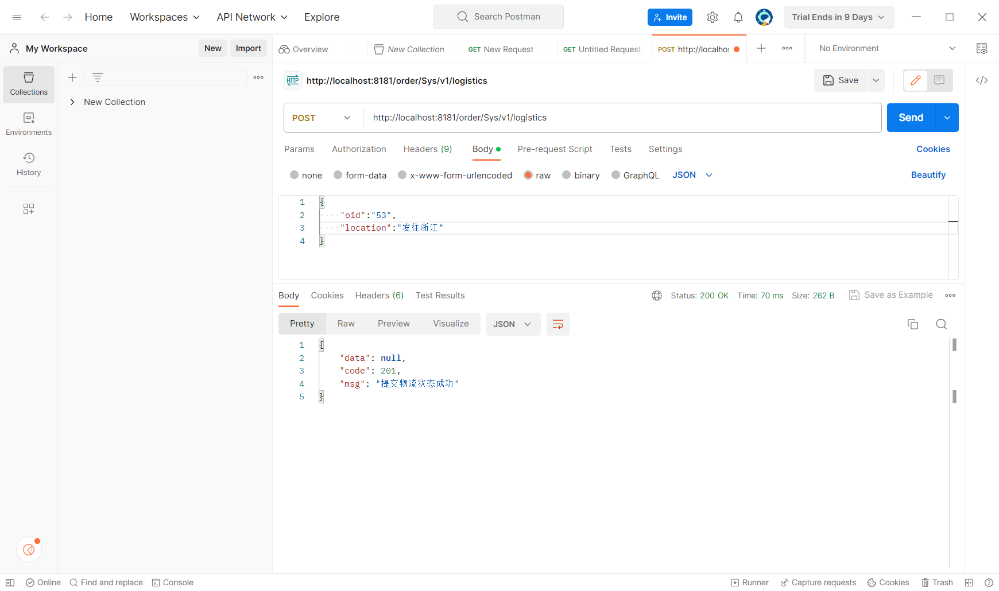 Home Workspaces API Network Explore Search Postman Invite Trial Ends in 9 Days
My Workspace New Import Overview New Collection GET New Request GET Untitled Request POST http://localhos No Environment
Collections
Environments
History
New Collection
HTTP http://localhost:8181/order/Sys/v1/logistics Save
POST http://localhost:8181/order/Sys/v1/logistics Send
Params Authorization Headers (9) Body Pre-request Script Tests Settings Cookies
none form-data x-www-form-urlencoded raw binary GraphQL JSON Beautify
1 {
2 "oid":"53",
3 "location":"发往浙江"
4 }
Body Cookies Headers (6) Test Results Status: 200 OK Time: 70 ms Size: 262 B Save as Example
Pretty Raw Preview Visualize JSON
1 {
2 "data": null,
3 "code": 201,
4 "msg": "提交物流状态成功"
5 }
Online Find and replace Console Runner Capture requests Cookies Trash